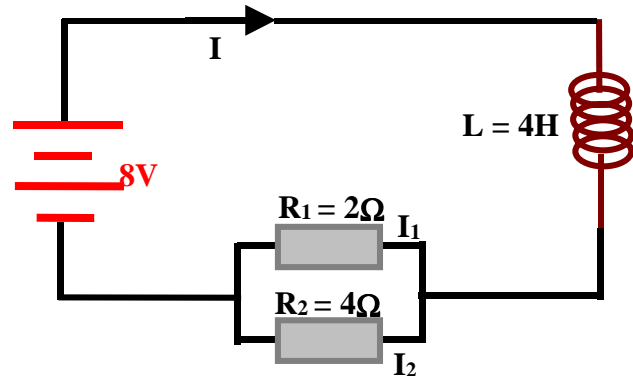 I
L = 4H
8V
R₁ = 2Ω
I₁
R₂ = 4Ω
I₂